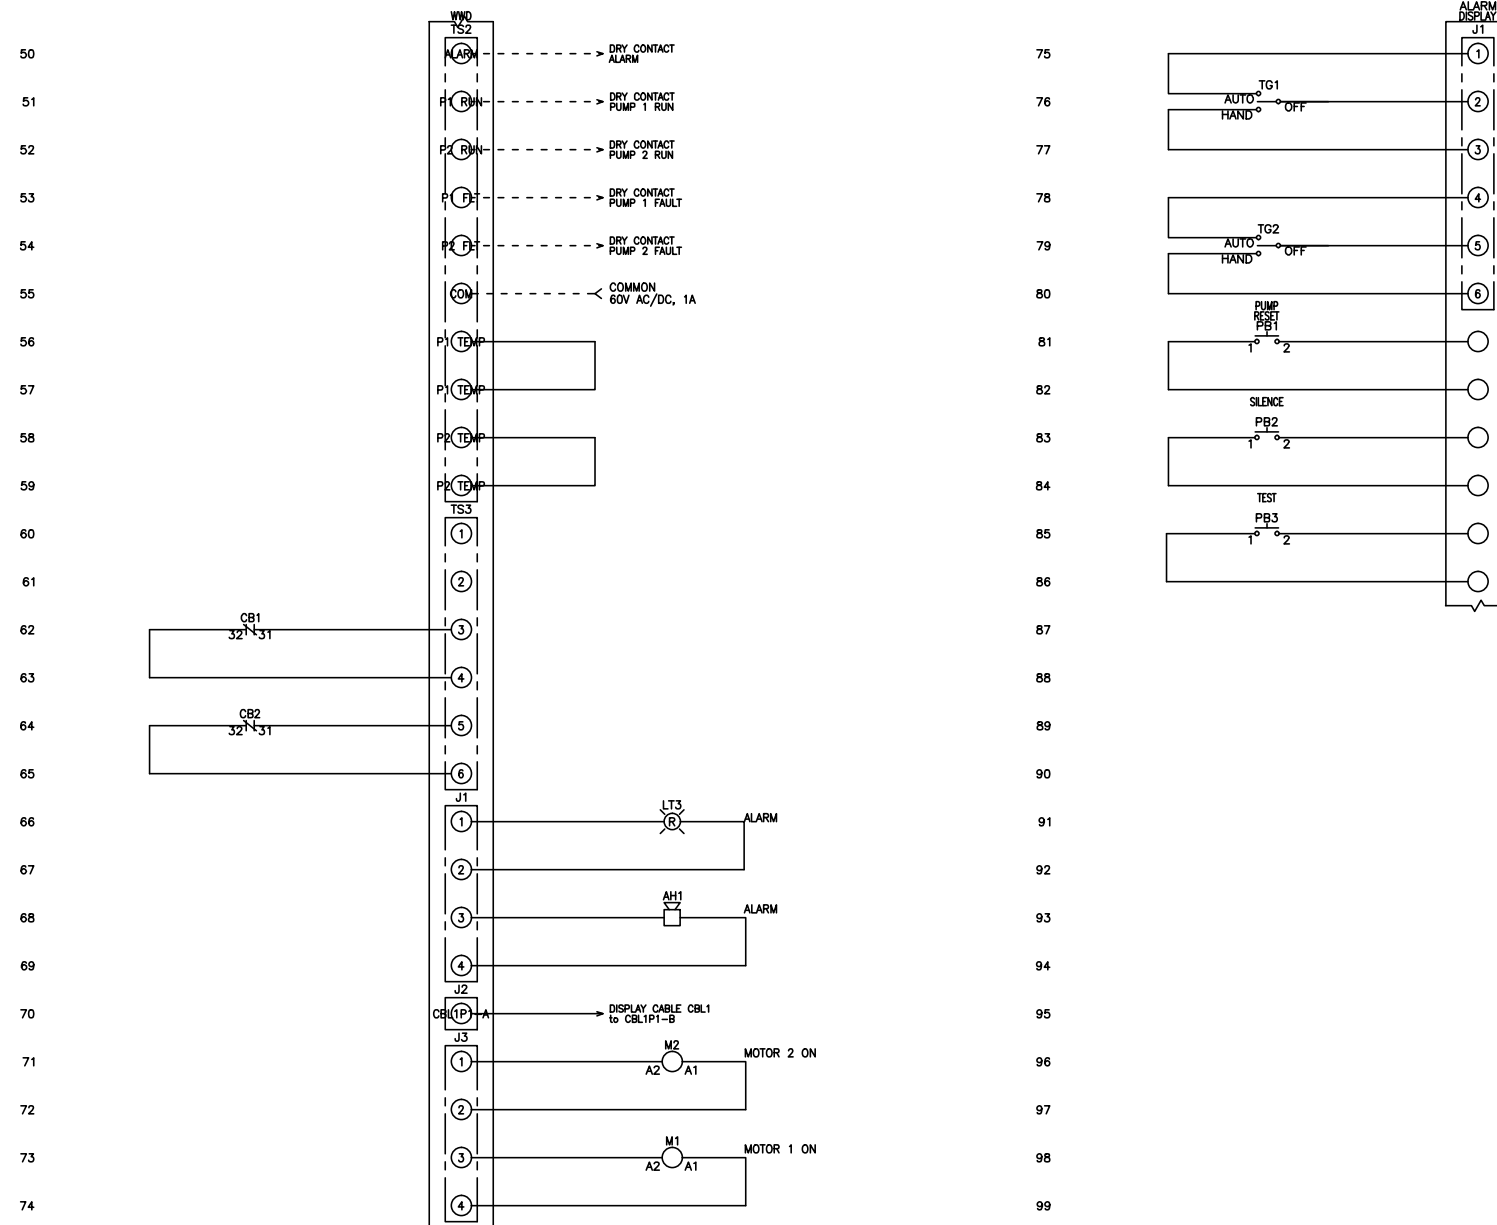 WWD
TS2
50
ALARM
DRY CONTACT
ALARM
51
P1 RUN
DRY CONTACT
PUMP 1 RUN
52
P2 RUN
DRY CONTACT
PUMP 2 RUN
53
P1 FLT
DRY CONTACT
PUMP 1 FAULT
54
P2 FLT
DRY CONTACT
PUMP 2 FAULT
55
COM
COMMON
60V AC/DC, 1A
56
P1 TEMP
57
P1 TEMP
58
P2 TEMP
59
P2 TEMP
TS3
60
1
61
2
CB1
62
32 31
3
63
4
CB2
64
32 31
5
65
6
J1
LT3
66
1
R
ALARM
67
2
AH1
68
3
ALARM
69
4
J2
70
CBL1P1-A
DISPLAY CABLE CBL1
to CBL1P1-B
J3
M2
71
1
A2 A1
MOTOR 2 ON
72
2
M1
73
3
A2 A1
MOTOR 1 ON
74
4
ALARM
DISPLAY
J1
75
1
TG1
76
AUTO
OFF
HAND
2
77
3
78
4
TG2
79
AUTO
OFF
HAND
5
80
6
PUMP
RESET
PB1
81
1 2
82
SILENCE
PB2
83
1 2
84
TEST
PB3
85
1 2
86
87
88
89
90
91
92
93
94
95
96
97
98
99